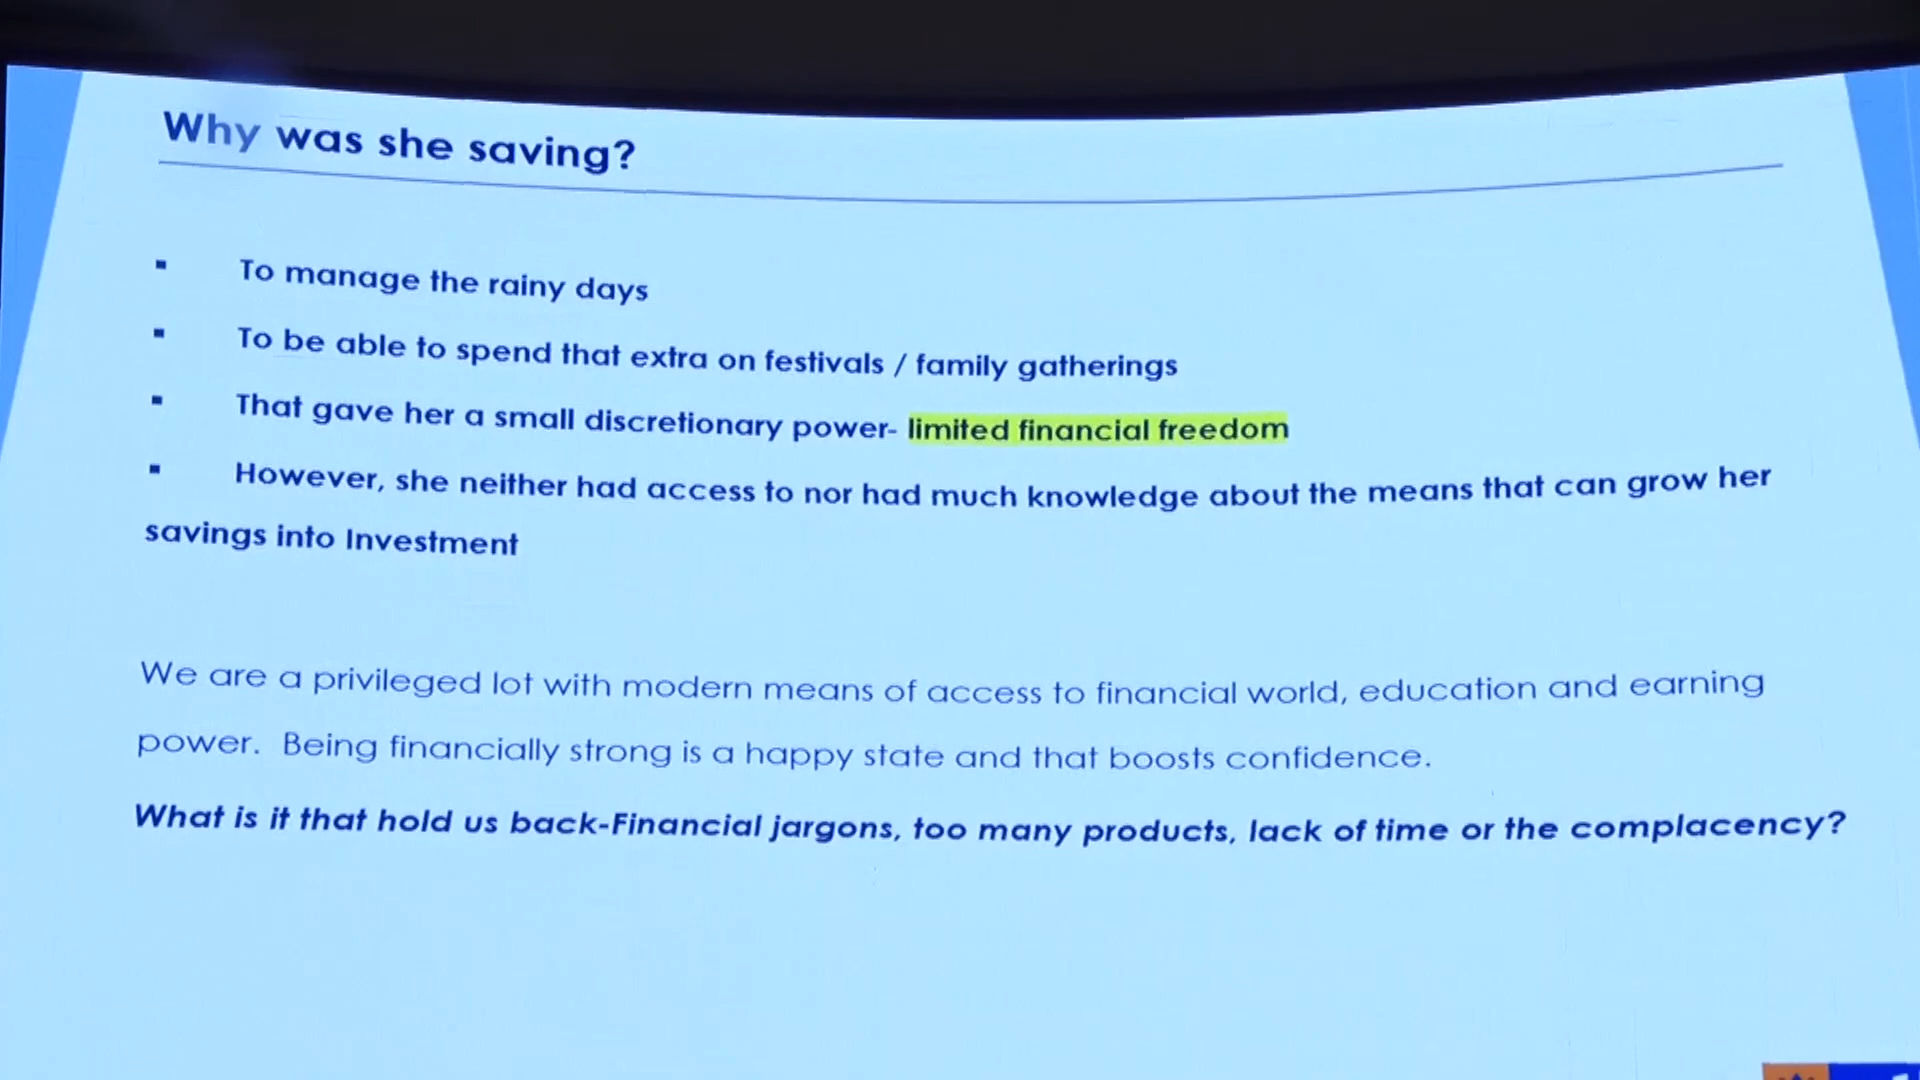 Why was she saving?
▪ To manage the rainy days
▪ To be able to spend that extra on festivals / family gatherings
▪ That gave her a small discretionary power- limited financial freedom
▪ However, she neither had access to nor had much knowledge about the means that can grow her
savings into Investment
We are a privileged lot with modern means of access to financial world, education and earning
power. Being financially strong is a happy state and that boosts confidence.
What is it that hold us back-Financial jargons, too many products, lack of time or the complacency?